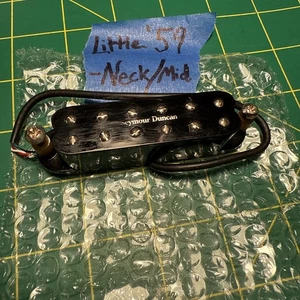 Little '59
-Neck/Mid
Seymour Duncan